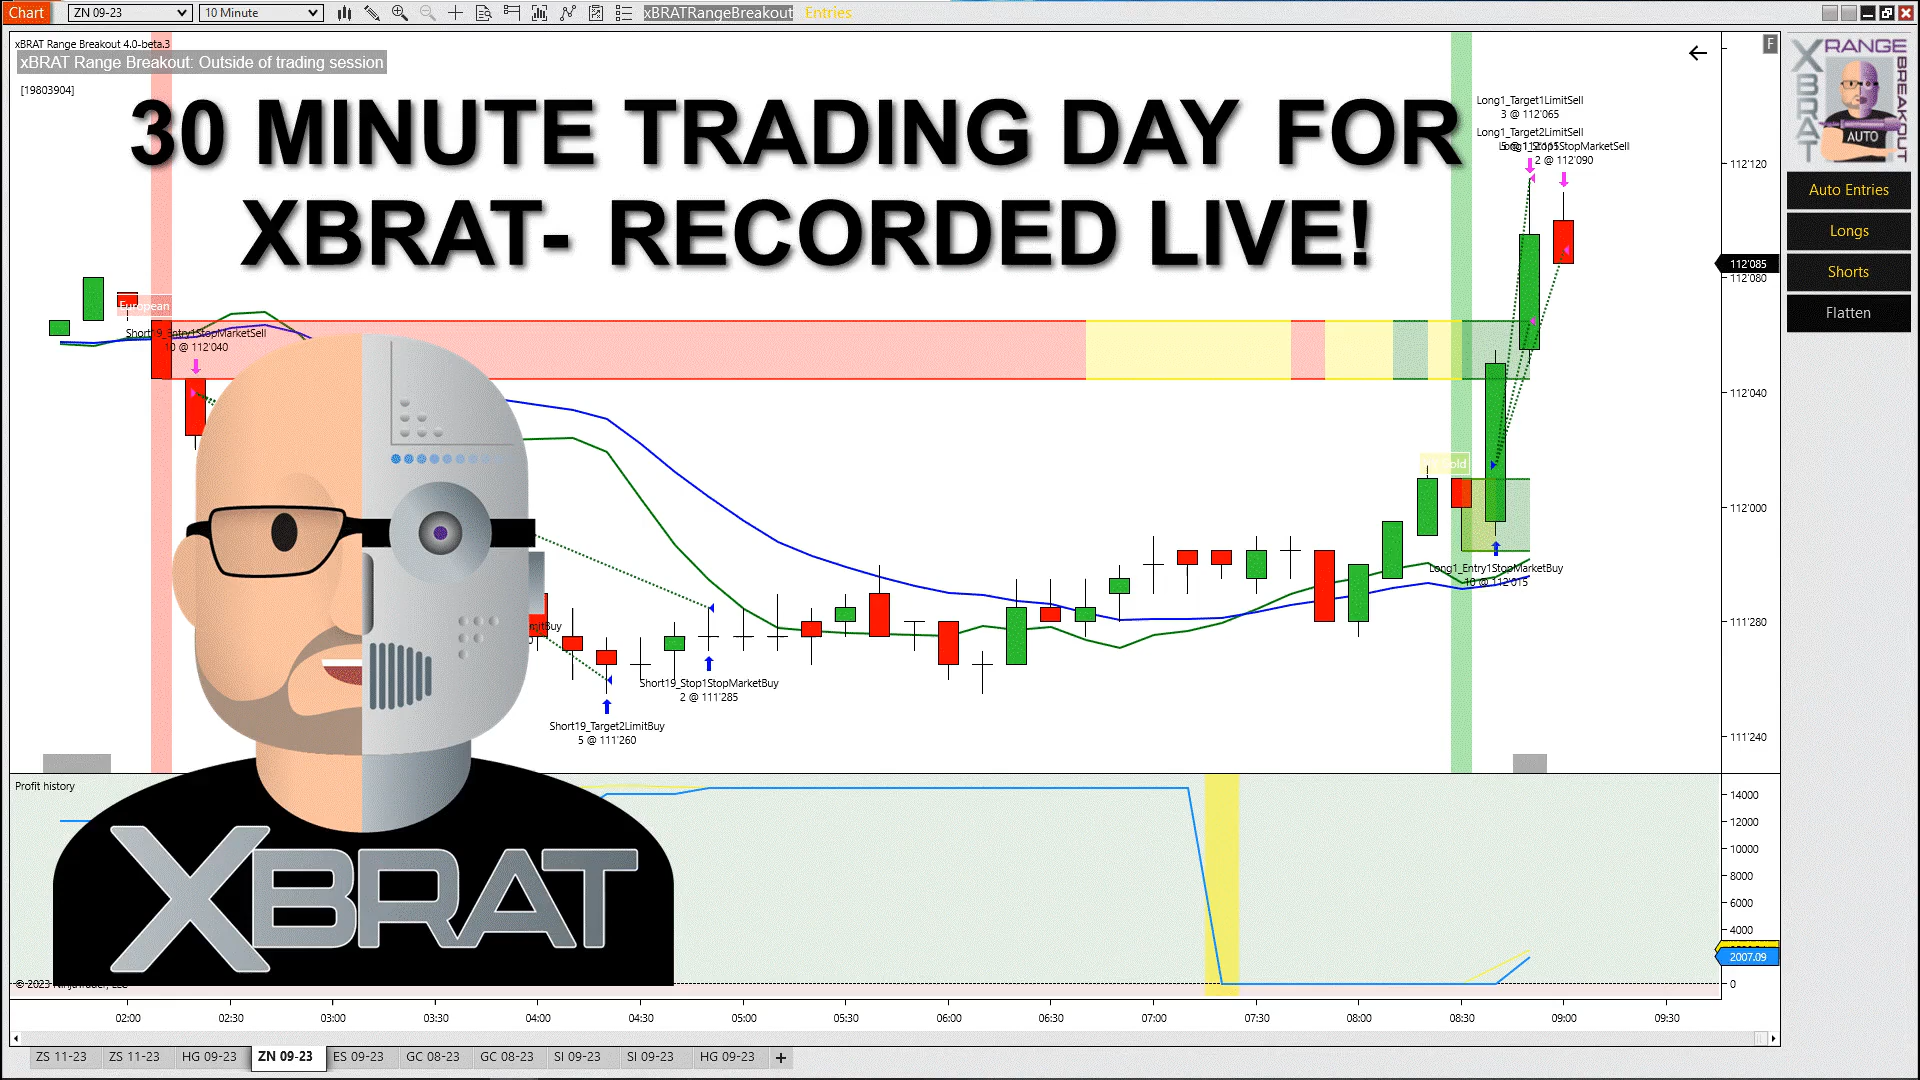 Chart
ZN 09-23
10 Minute
xBRATRangeBreakout
Entries
xBRAT Range Breakout 4.0-beta.3
xBRAT Range Breakout: Outside of trading session
[19803904]
F
30 MINUTE TRADING DAY FOR
XBRAT- RECORDED LIVE!
Long1_Target1LimitSell
3 @ 112'065
Long1_Target2LimitSell
2 @ 112'090
XBRAT
RANGE
BREAKOUT
AUTO
Auto Entries
Longs
Shorts
Flatten
European
Short19_Entry1StopMarketSell
10 @ 112'040
112'120
112'085
112'080
112'040
112'000
111'280
111'240
Long1_Entry1StopMarketBuy
10 @ 112'015
Short19_Stop1StopMarketBuy
2 @ 111'285
Short19_Target2LimitBuy
5 @ 111'260
XBRAT
Profit history
14000
12000
10000
8000
6000
4000
2007.09
0
© 2023 NinjaTrader, LLC
02:00 02:30 03:00 03:30 04:00 04:30 05:00 05:30 06:00 06:30 07:00 07:30 08:00 08:30 09:00 09:30
ZS 11-23 ZS 11-23 HG 09-23 ZN 09-23 ES 09-23 GC 08-23 GC 08-23 SI 09-23 SI 09-23 HG 09-23 +